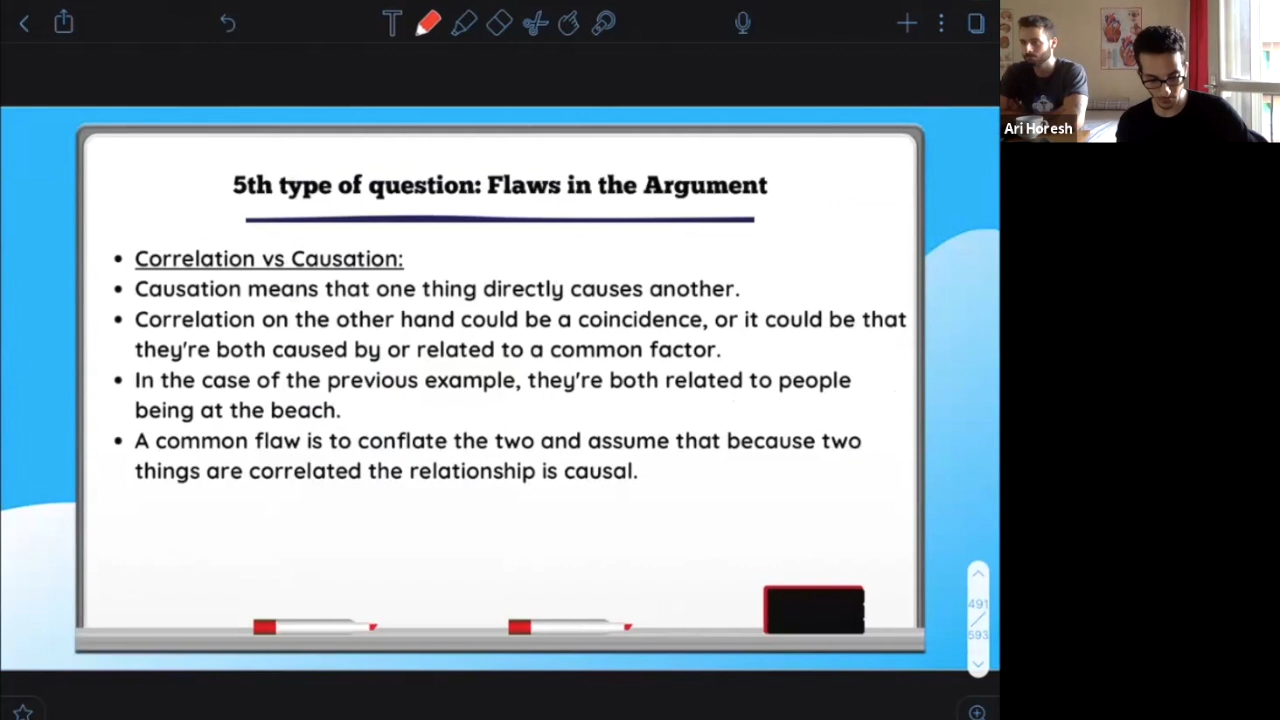 Ari Horesh
5th type of question: Flaws in the Argument
• Correlation vs Causation:
• Causation means that one thing directly causes another.
• Correlation on the other hand could be a coincidence, or it could be that
they're both caused by or related to a common factor.
• In the case of the previous example, they're both related to people
being at the beach.
• A common flaw is to conflate the two and assume that because two
things are correlated the relationship is causal.
491
593